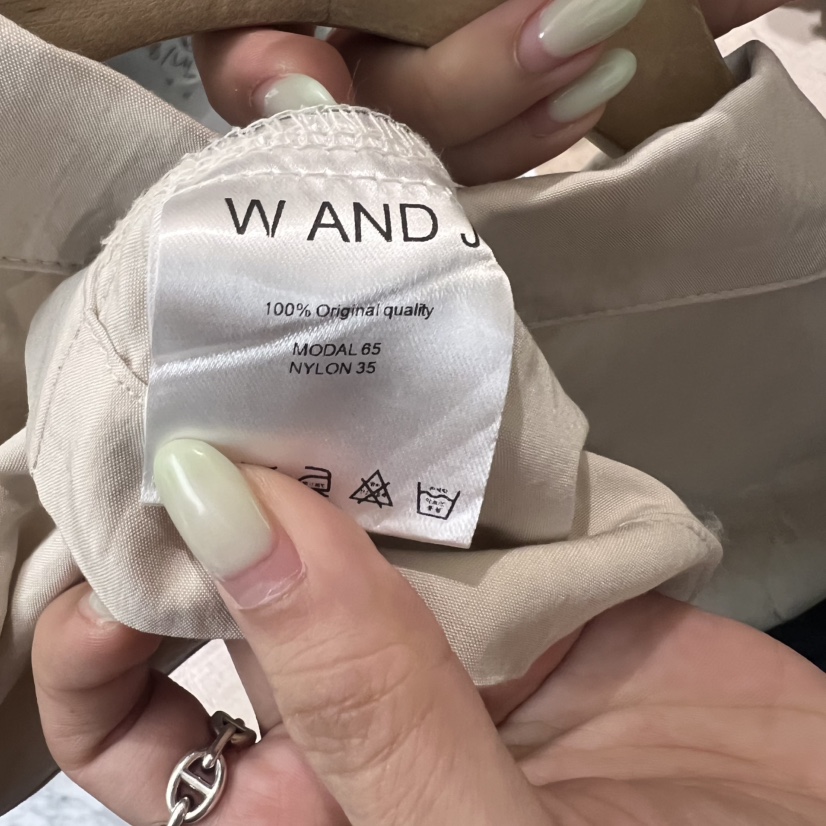 W AND J
100% Original quality
MODAL 65
NYLON 35